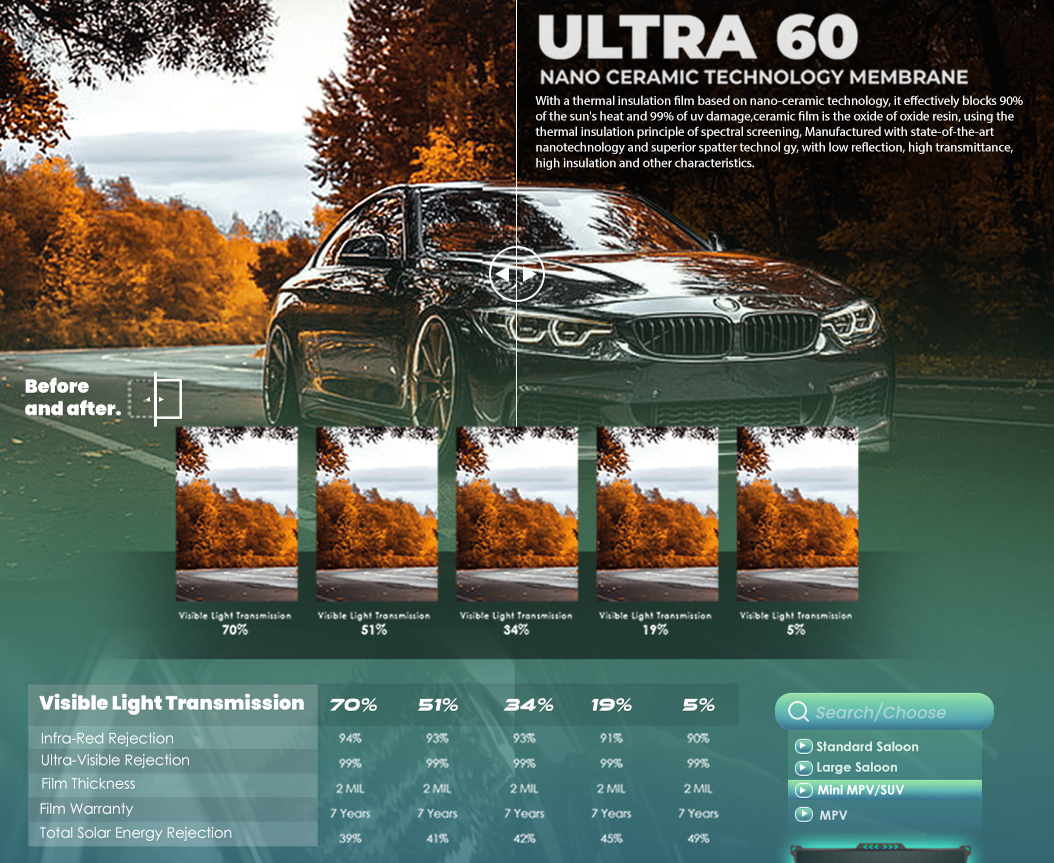 ULTRA 60
NANO CERAMIC TECHNOLOGY MEMBRANE
With a thermal insulation film based on nano-ceramic technology, it effectively blocks 90%
of the sun's heat and 99% of uv damage,ceramic film is the oxide of oxide resin, using the
thermal insulation principle of spectral screening, Manufactured with state-of-the-art
nanotechnology and superior spatter technol gy, with low reflection, high transmittance,
high insulation and other characteristics.
Before
and after.
Visible Light Transmission
70%
Visible Light Transmission
51%
Visible Light Transmission
34%
Visible Light Transmission
19%
Visible Light Transmission
5%
Visible Light Transmission 70% 51% 34% 19% 5%
Infra-Red Rejection 94% 93% 93% 91% 90%
Ultra-Visible Rejection 99% 99% 99% 99% 99%
Film Thickness 2 MIL 2 MIL 2 MIL 2 MIL 2 MIL
Film Warranty 7 Years 7 Years 7 Years 7 Years 7 Years
Total Solar Energy Rejection 39% 41% 42% 45% 49%
Search/Choose
Standard Saloon
Large Saloon
Mini MPV/SUV
MPV